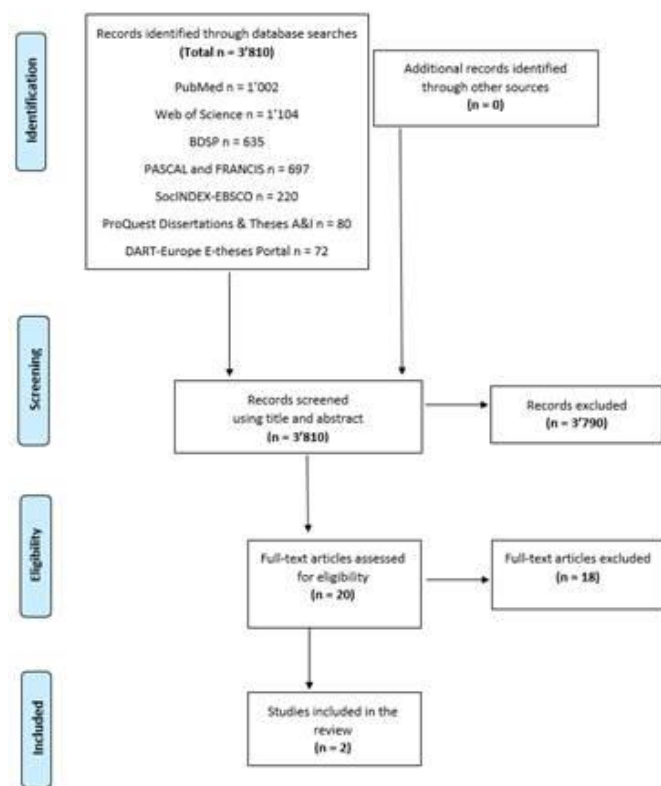 Identification
Records identified through database searches
(Total n = 3'810)
PubMed n = 1'002
Web of Science n = 1'104
BDSP n = 635
PASCAL and FRANCIS n = 697
SocINDEX-EBSCO n = 220
ProQuest Dissertations & Theses A&I n = 80
DART-Europe E-theses Portal n = 72
Additional records identified
through other sources
(n = 0)
Screening
Records screened
using title and abstract
(n = 3'810)
Records excluded
(n = 3'790)
Eligibility
Full-text articles assessed
for eligibility
(n = 20)
Full-text articles excluded
(n = 18)
Included
Studies included in the
review
(n = 2)